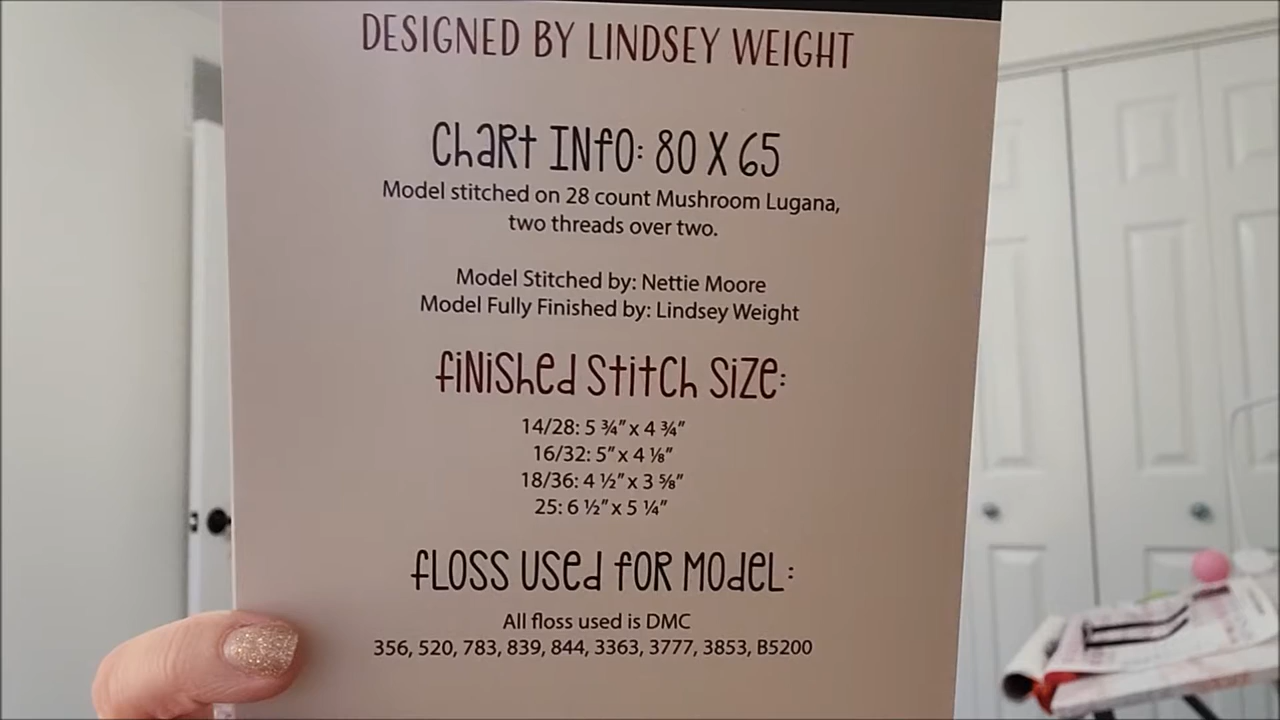 DESIGNED BY LINDSEY WEIGHT
CHART INFO: 80 X 65
Model stitched on 28 count Mushroom Lugana,
two threads over two.
Model Stitched by: Nettie Moore
Model Fully Finished by: Lindsey Weight
FINISHED STITCH SIZE:
14/28: 5 ¾” x 4 ¾”
16/32: 5” x 4 ⅛”
18/36: 4 ½” x 3 ⅝”
25: 6 ½” x 5 ¼”
FLOSS USED FOR MODEL:
All floss used is DMC
356, 520, 783, 839, 844, 3363, 3777, 3853, B5200